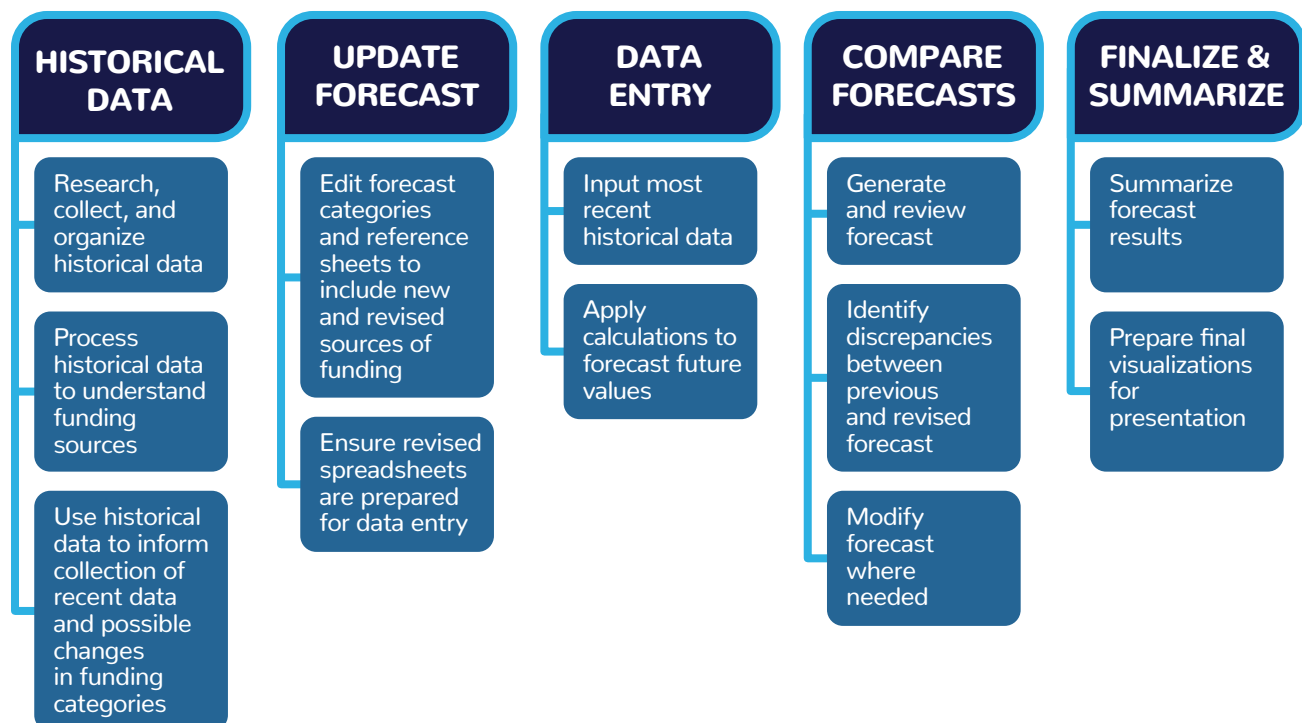 HISTORICAL
DATA
Research,
collect, and
organize
historical data
Process
historical data
to understand
funding
sources
Use historical
data to inform
collection of
recent data
and possible
changes
in funding
categories
UPDATE
FORECAST
Edit forecast
categories
and reference
sheets to
include new
and revised
sources of
funding
Ensure revised
spreadsheets
are prepared
for data entry
DATA
ENTRY
Input most
recent
historical data
Apply
calculations to
forecast future
values
COMPARE
FORECASTS
Generate
and review
forecast
Identify
discrepancies
between
previous
and revised
forecast
Modify
forecast
where
needed
FINALIZE &
SUMMARIZE
Summarize
forecast
results
Prepare final
visualizations
for
presentation